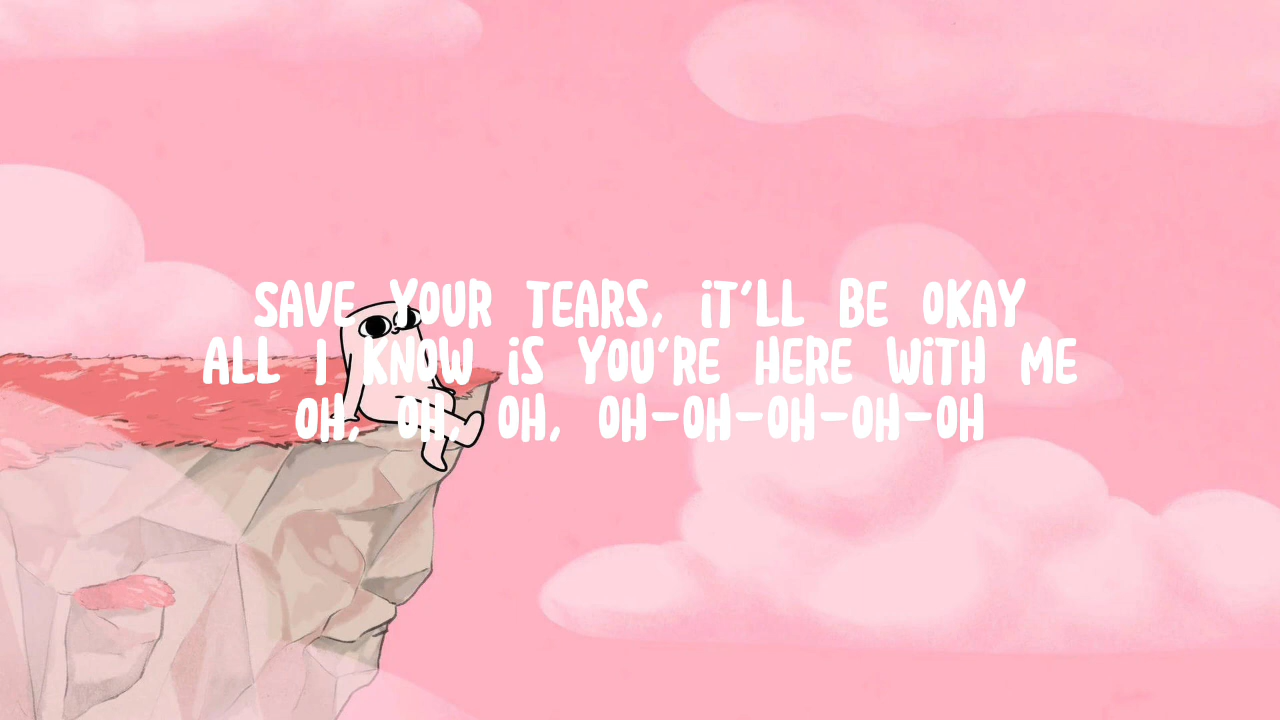 SAVE YOUR TEARS, iT'LL BE OKAY
ALL I KNOW iS YOU'RE HERE WiTH ME
OH, OH, OH, OH-OH-OH-OH-OH